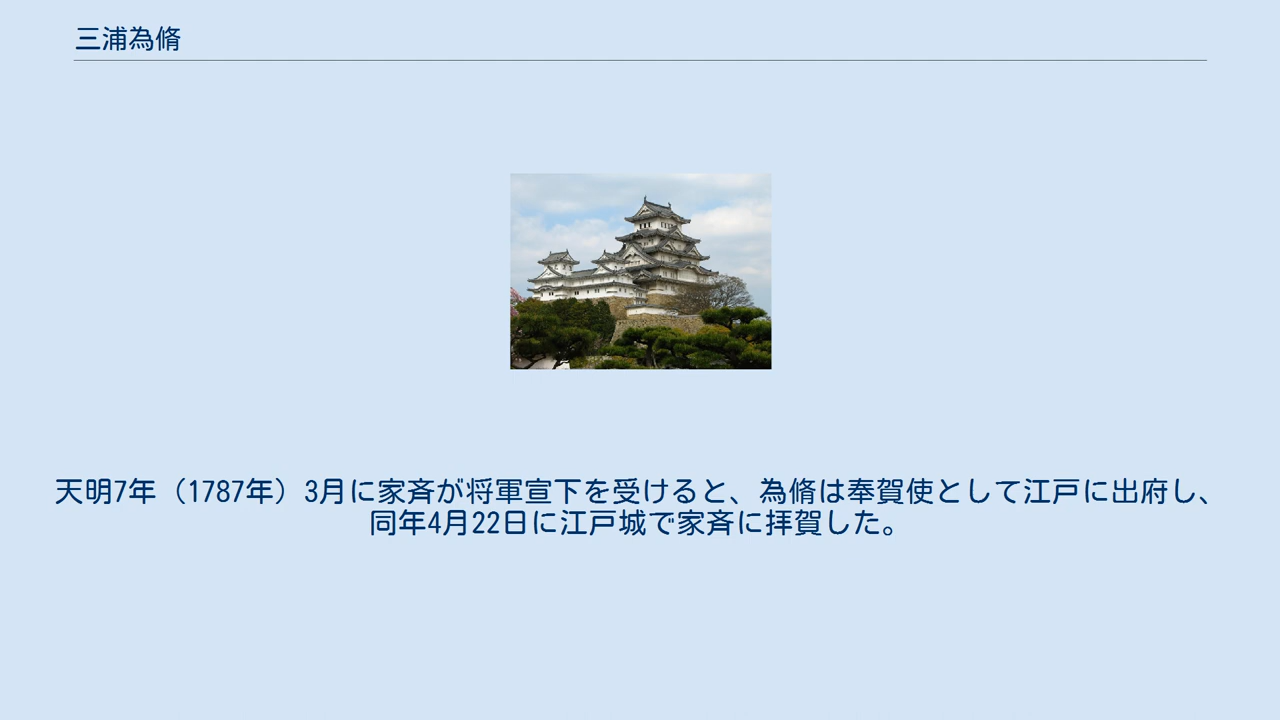 三浦為脩
天明7年（1787年）3月に家斉が将軍宣下を受けると、為脩は奉賀使として江戸に出府し、
同年4月22日に江戸城で家斉に拝賀した。